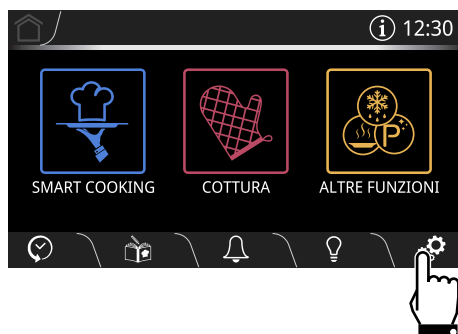 i 12:30
SMART COOKING
COTTURA
ALTRE FUNZIONI
P